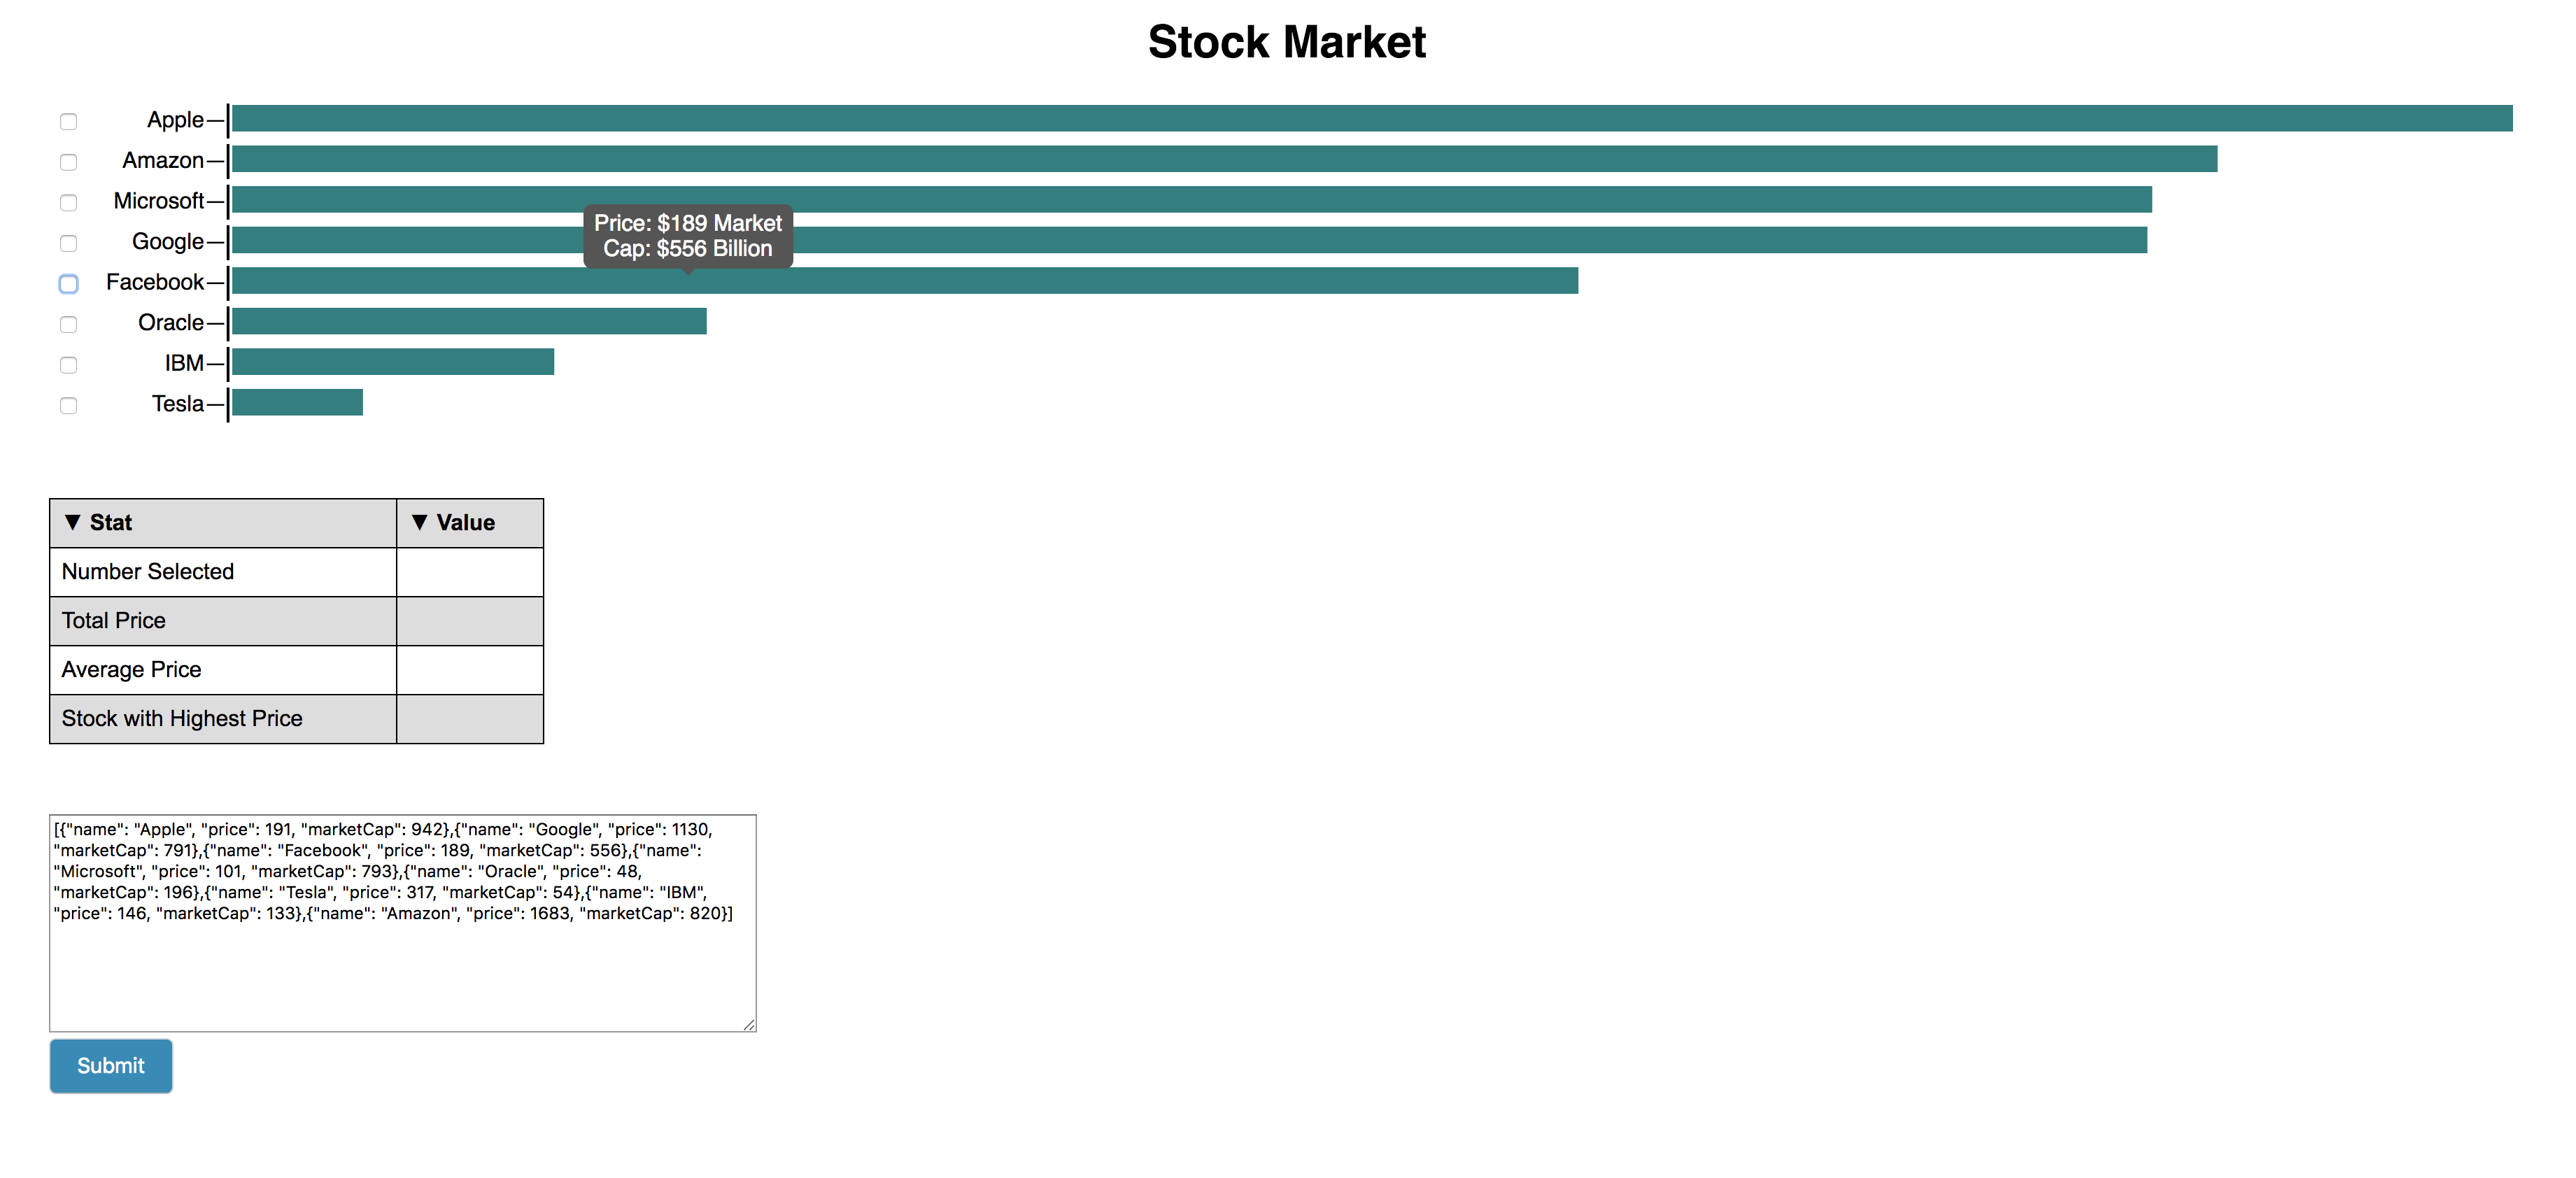 Stock Market
Apple
Amazon
Microsoft
Price: $189 Market
Cap: $556 Billion
Google
Facebook
Oracle
IBM
Tesla
▼ Stat ▼ Value
Number Selected
Total Price
Average Price
Stock with Highest Price
[{"name": "Apple", "price": 191, "marketCap": 942},{"name": "Google", "price": 1130,
"marketCap": 791},{"name": "Facebook", "price": 189, "marketCap": 556},{"name":
"Microsoft", "price": 101, "marketCap": 793},{"name": "Oracle", "price": 48,
"marketCap": 196},{"name": "Tesla", "price": 317, "marketCap": 54},{"name": "IBM",
"price": 146, "marketCap": 133},{"name": "Amazon", "price": 1683, "marketCap": 820}]
Submit